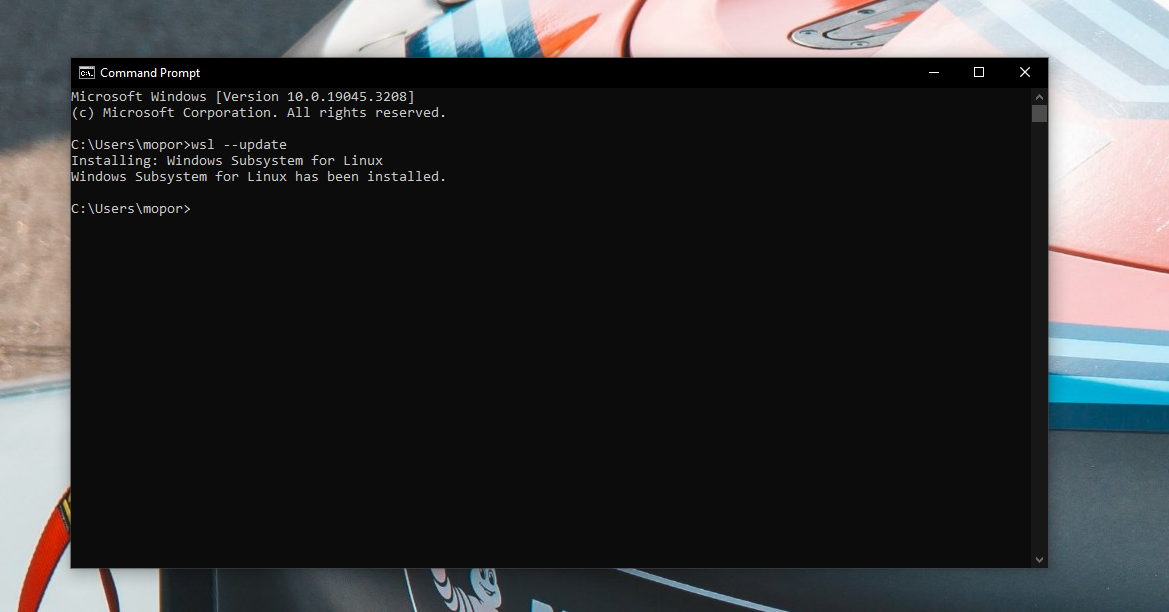 Command Prompt
Microsoft Windows [Version 10.0.19045.3208]
(c) Microsoft Corporation. All rights reserved.
C:\Users\mopor>wsl --update
Installing: Windows Subsystem for Linux
Windows Subsystem for Linux has been installed.
C:\Users\mopor>